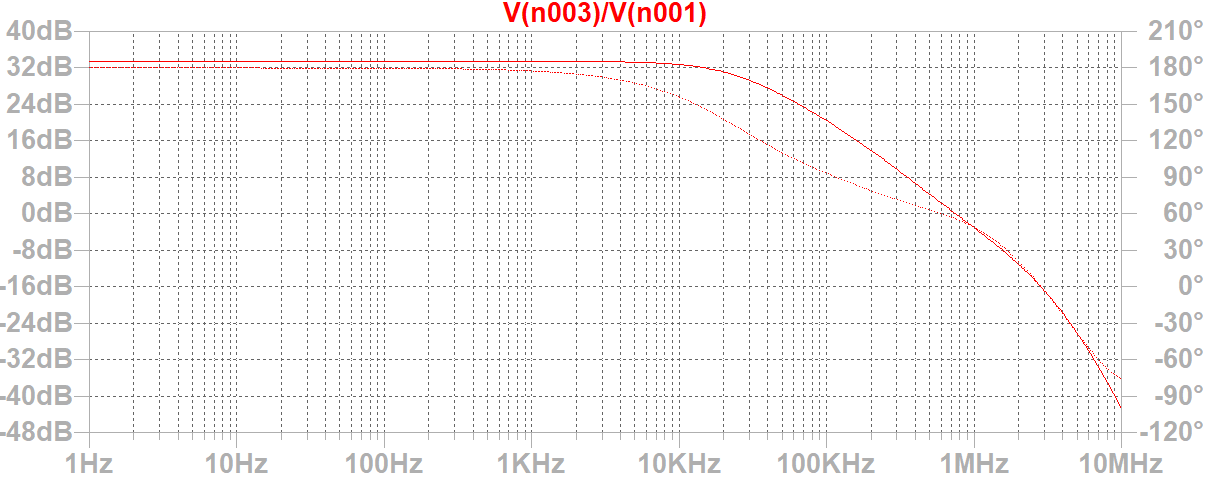 V(n003)/V(n001)
40dB 210°
32dB 180°
24dB 150°
16dB 120°
8dB 90°
0dB 60°
-8dB 30°
-16dB 0°
-24dB -30°
-32dB -60°
-40dB -90°
-48dB -120°
1Hz 10Hz 100Hz 1KHz 10KHz 100KHz 1MHz 10MHz